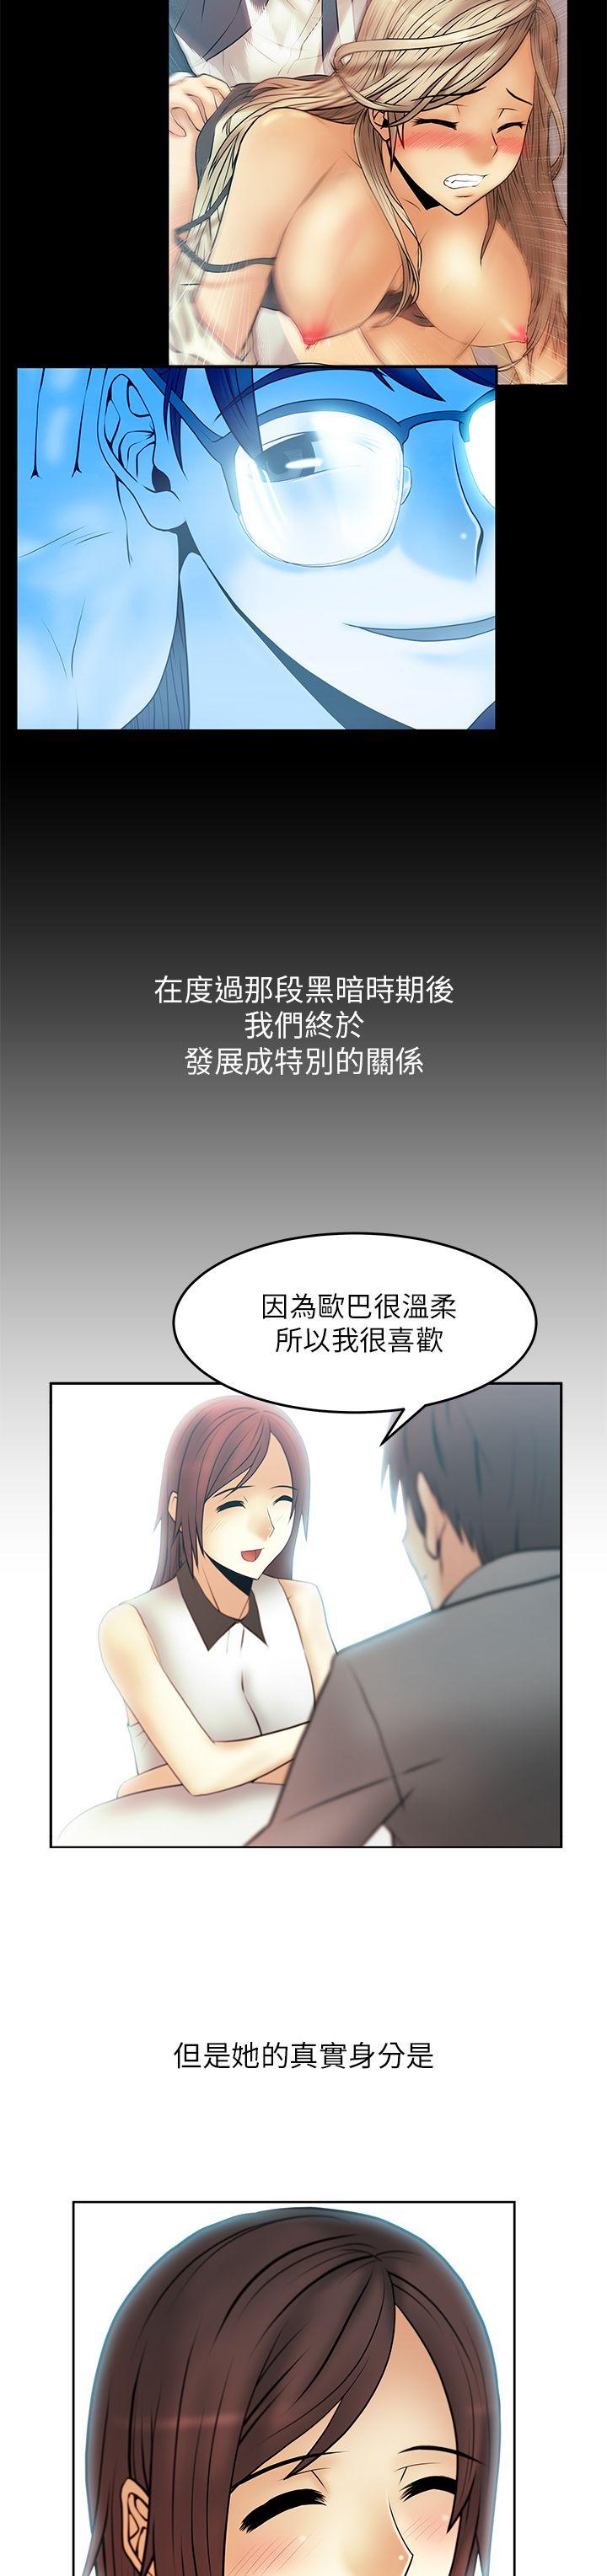 在度過那段黑暗時期後
我們終於
發展成特別的關係
因為歐巴很溫柔
所以我很喜歡
但是她的真實身分是